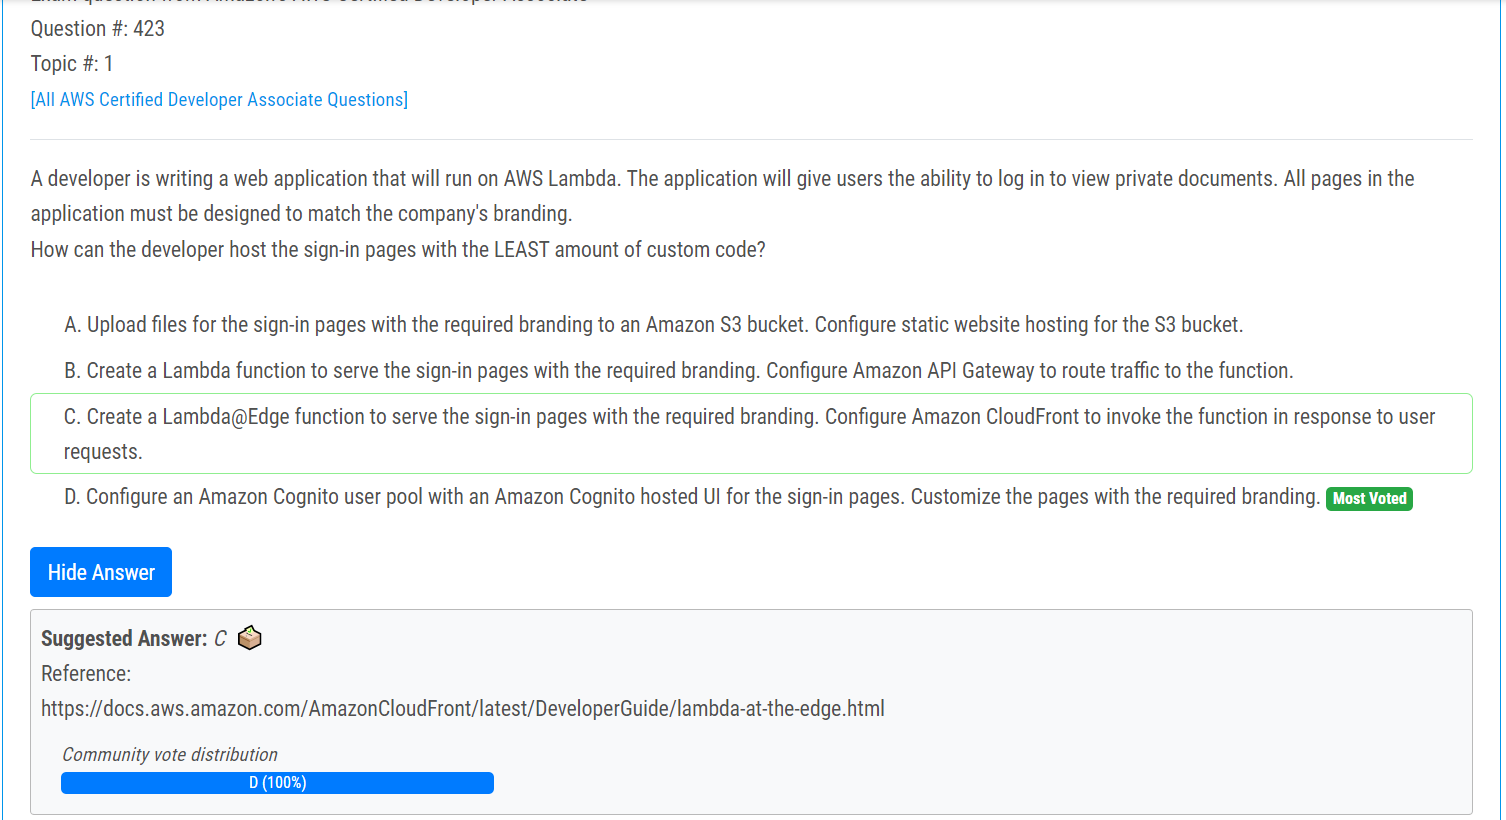 Question #: 423
Topic #: 1
[All AWS Certified Developer Associate Questions]
A developer is writing a web application that will run on AWS Lambda. The application will give users the ability to log in to view private documents. All pages in the
application must be designed to match the company's branding.
How can the developer host the sign-in pages with the LEAST amount of custom code?
A. Upload files for the sign-in pages with the required branding to an Amazon S3 bucket. Configure static website hosting for the S3 bucket.
B. Create a Lambda function to serve the sign-in pages with the required branding. Configure Amazon API Gateway to route traffic to the function.
C. Create a Lambda@Edge function to serve the sign-in pages with the required branding. Configure Amazon CloudFront to invoke the function in response to user
requests.
D. Configure an Amazon Cognito user pool with an Amazon Cognito hosted UI for the sign-in pages. Customize the pages with the required branding. Most Voted
Hide Answer
Suggested Answer: C
Reference:
https://docs.aws.amazon.com/AmazonCloudFront/latest/DeveloperGuide/lambda-at-the-edge.html
Community vote distribution
D (100%)